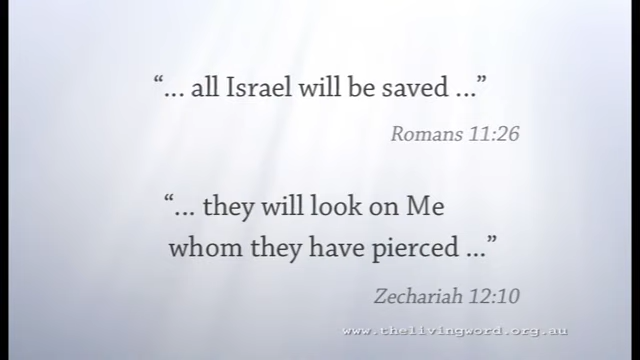 “... all Israel will be saved ...”
Romans 11:26
“... they will look on Me
whom they have pierced ...”
Zechariah 12:10
www.thelivingword.org.au